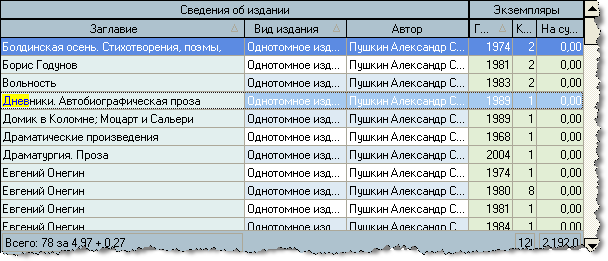 Сведения об издании Экземпляры
Заглавие Вид издания Автор Г... К... На су...
Болдинская осень. Стихотворения, поэмы, Однотомное изд... Пушкин Александр С... 1974 2 0,00
Борис Годунов Однотомное изд... Пушкин Александр С... 1981 2 0,00
Вольность Однотомное изд... Пушкин Александр С... 1983 2 0,00
Дневники. Автобиографическая проза Однотомное изд... Пушкин Александр С... 1989 1 0,00
Домик в Коломне; Моцарт и Сальери Однотомное изд... Пушкин Александр С... 1989 1 0,00
Драматические произведения Однотомное изд... Пушкин Александр С... 1968 1 0,00
Драматургия. Проза Однотомное изд... Пушкин Александр С... 2004 1 0,00
Евгений Онегин Однотомное изд... Пушкин Александр С... 1974 1 0,00
Евгений Онегин Однотомное изд... Пушкин Александр С... 1980 8 0,00
Евгений Онегин Однотомное изд... Пушкин Александр С... 1981 1 0,00
Евгений Онегин Однотомное изд... Пушкин Александр С... 1984 1 0,00
Всего: 78 за 4,97 + 0,27